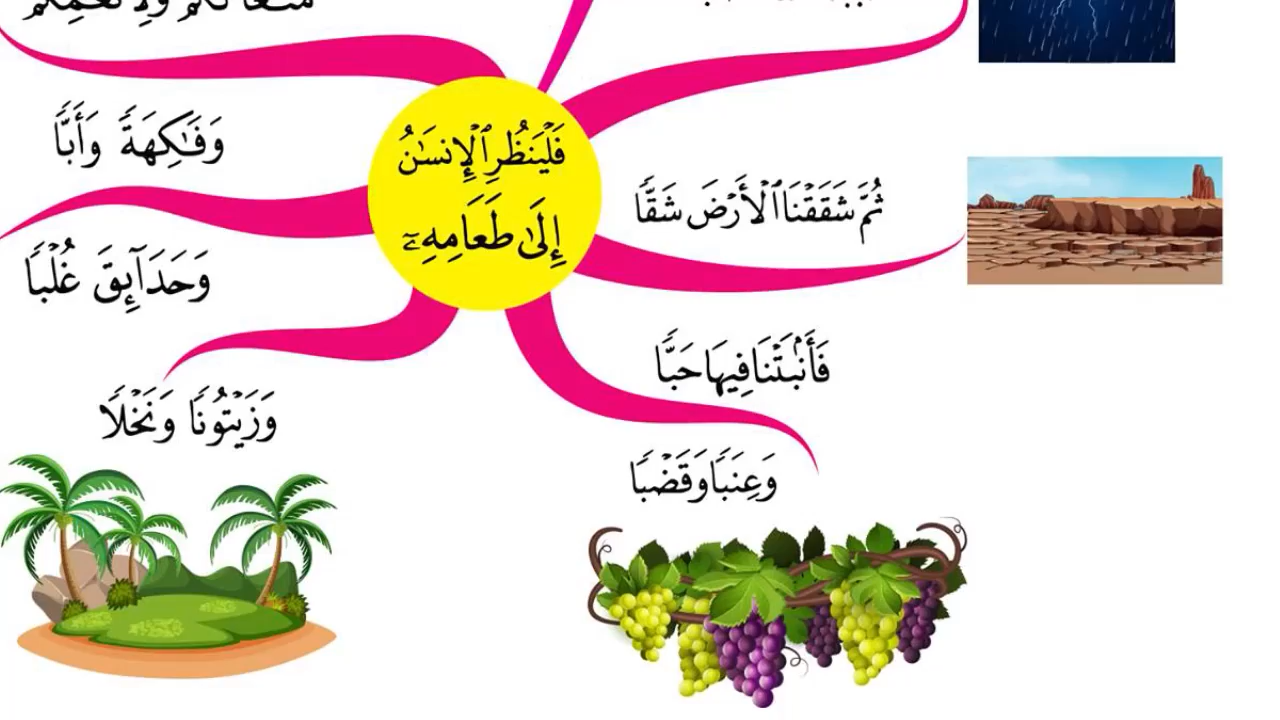 فَلْيَنظُرِ ٱلْإِنسَٰنُ
إِلَىٰ طَعَامِهِۦٓ
ثُمَّ شَقَقْنَا ٱلْأَرْضَ شَقًّا
فَأَنۢبَتْنَا فِيهَا حَبًّا
وَعِنَبًا وَقَضْبًا
وَزَيْتُونًا وَنَخْلًا
وَحَدَآئِقَ غُلْبًا
وَفَٰكِهَةً وَأَبًّا